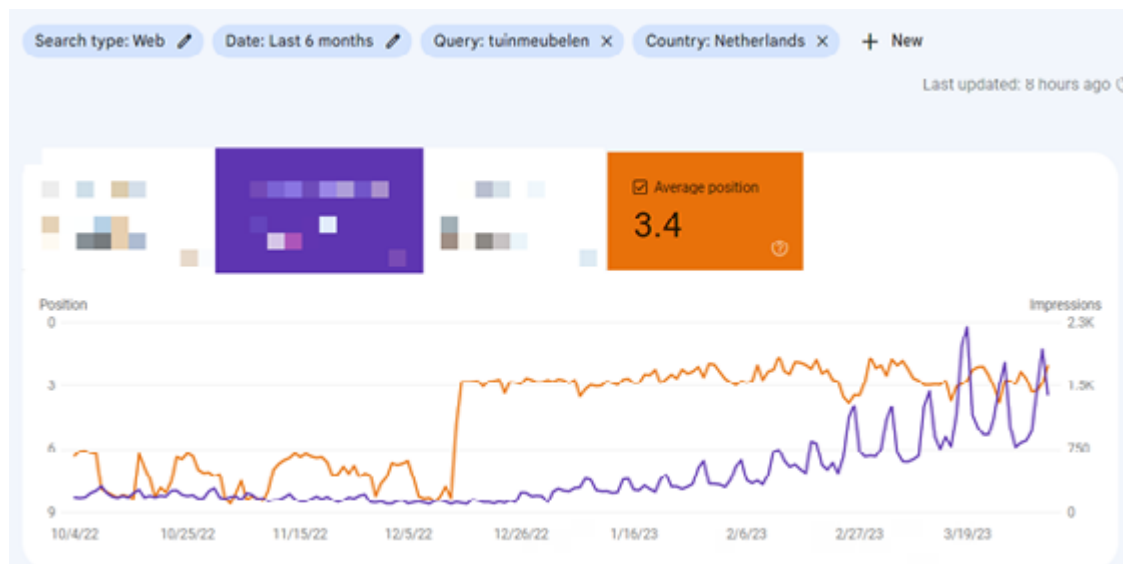 Search type: Web Date: Last 6 months Query: tuinmeubelen × Country: Netherlands × + New
Last updated: 8 hours ago
Average position
3.4
Position Impressions
0 2.3K
3 1.5K
6 750
9 0
10/4/22 10/25/22 11/15/22 12/5/22 12/26/22 1/16/23 2/6/23 2/27/23 3/19/23